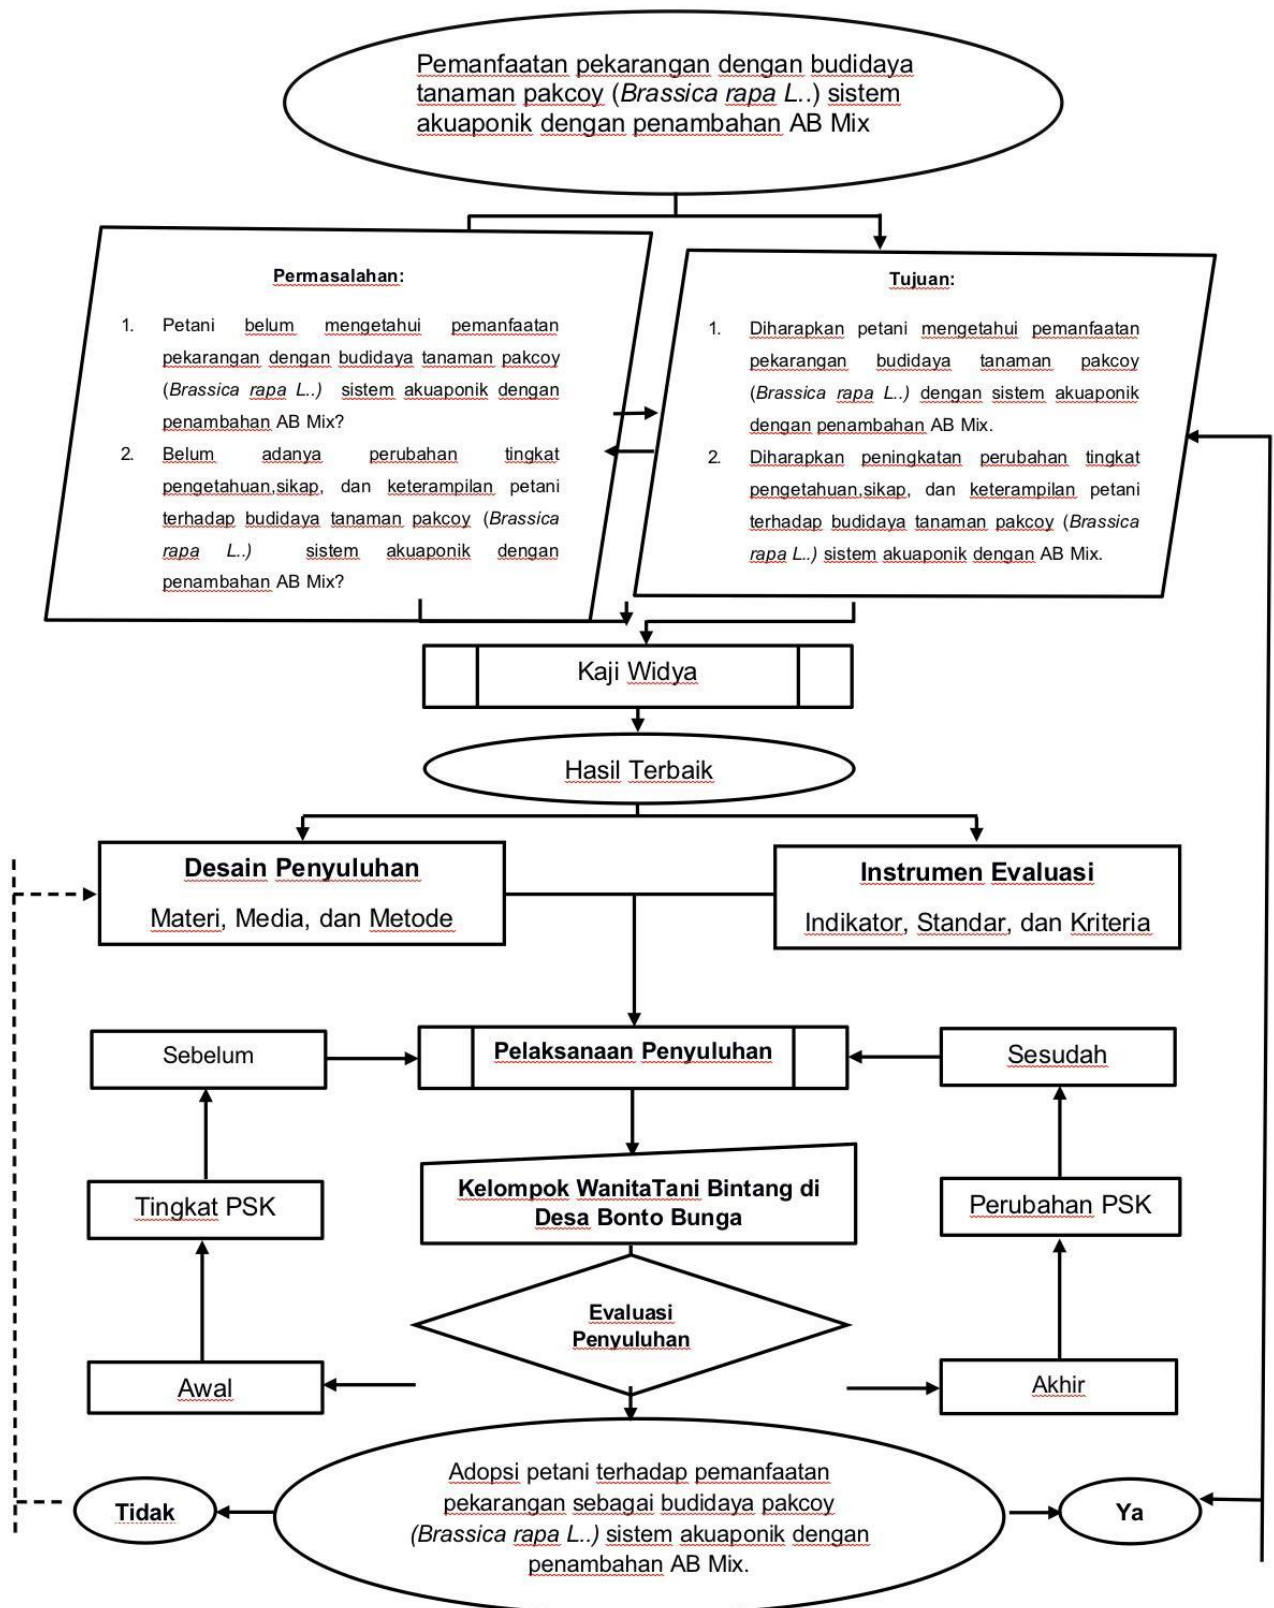 Pemanfaatan pekarangan dengan budidaya
tanaman pakcoy (Brassica rapa L..) sistem
akuaponik dengan penambahan AB Mix
Permasalahan:
1. Petani belum mengetahui pemanfaatan
pekarangan dengan budidaya tanaman pakcoy
(Brassica rapa L..) sistem akuaponik dengan
penambahan AB Mix?
2. Belum adanya perubahan tingkat
pengetahuan,sikap, dan keterampilan petani
terhadap budidaya tanaman pakcoy (Brassica
rapa L..) sistem akuaponik dengan
penambahan AB Mix?
Tujuan:
1. Diharapkan petani mengetahui pemanfaatan
pekarangan budidaya tanaman pakcoy
(Brassica rapa L..) dengan sistem akuaponik
dengan penambahan AB Mix.
2. Diharapkan peningkatan perubahan tingkat
pengetahuan,sikap, dan keterampilan petani
terhadap budidaya tanaman pakcoy (Brassica
rapa L..) sistem akuaponik dengan AB Mix.
Kaji Widya
Hasil Terbaik
Desain Penyuluhan
Materi, Media, dan Metode
Instrumen Evaluasi
Indikator, Standar, dan Kriteria
Sebelum
Pelaksanaan Penyuluhan
Sesudah
Tingkat PSK
Kelompok WanitaTani Bintang di
Desa Bonto Bunga
Perubahan PSK
Evaluasi
Penyuluhan
Awal
Akhir
Adopsi petani terhadap pemanfaatan
pekarangan sebagai budidaya pakcoy
(Brassica rapa L..) sistem akuaponik dengan
penambahan AB Mix.
Tidak
Ya